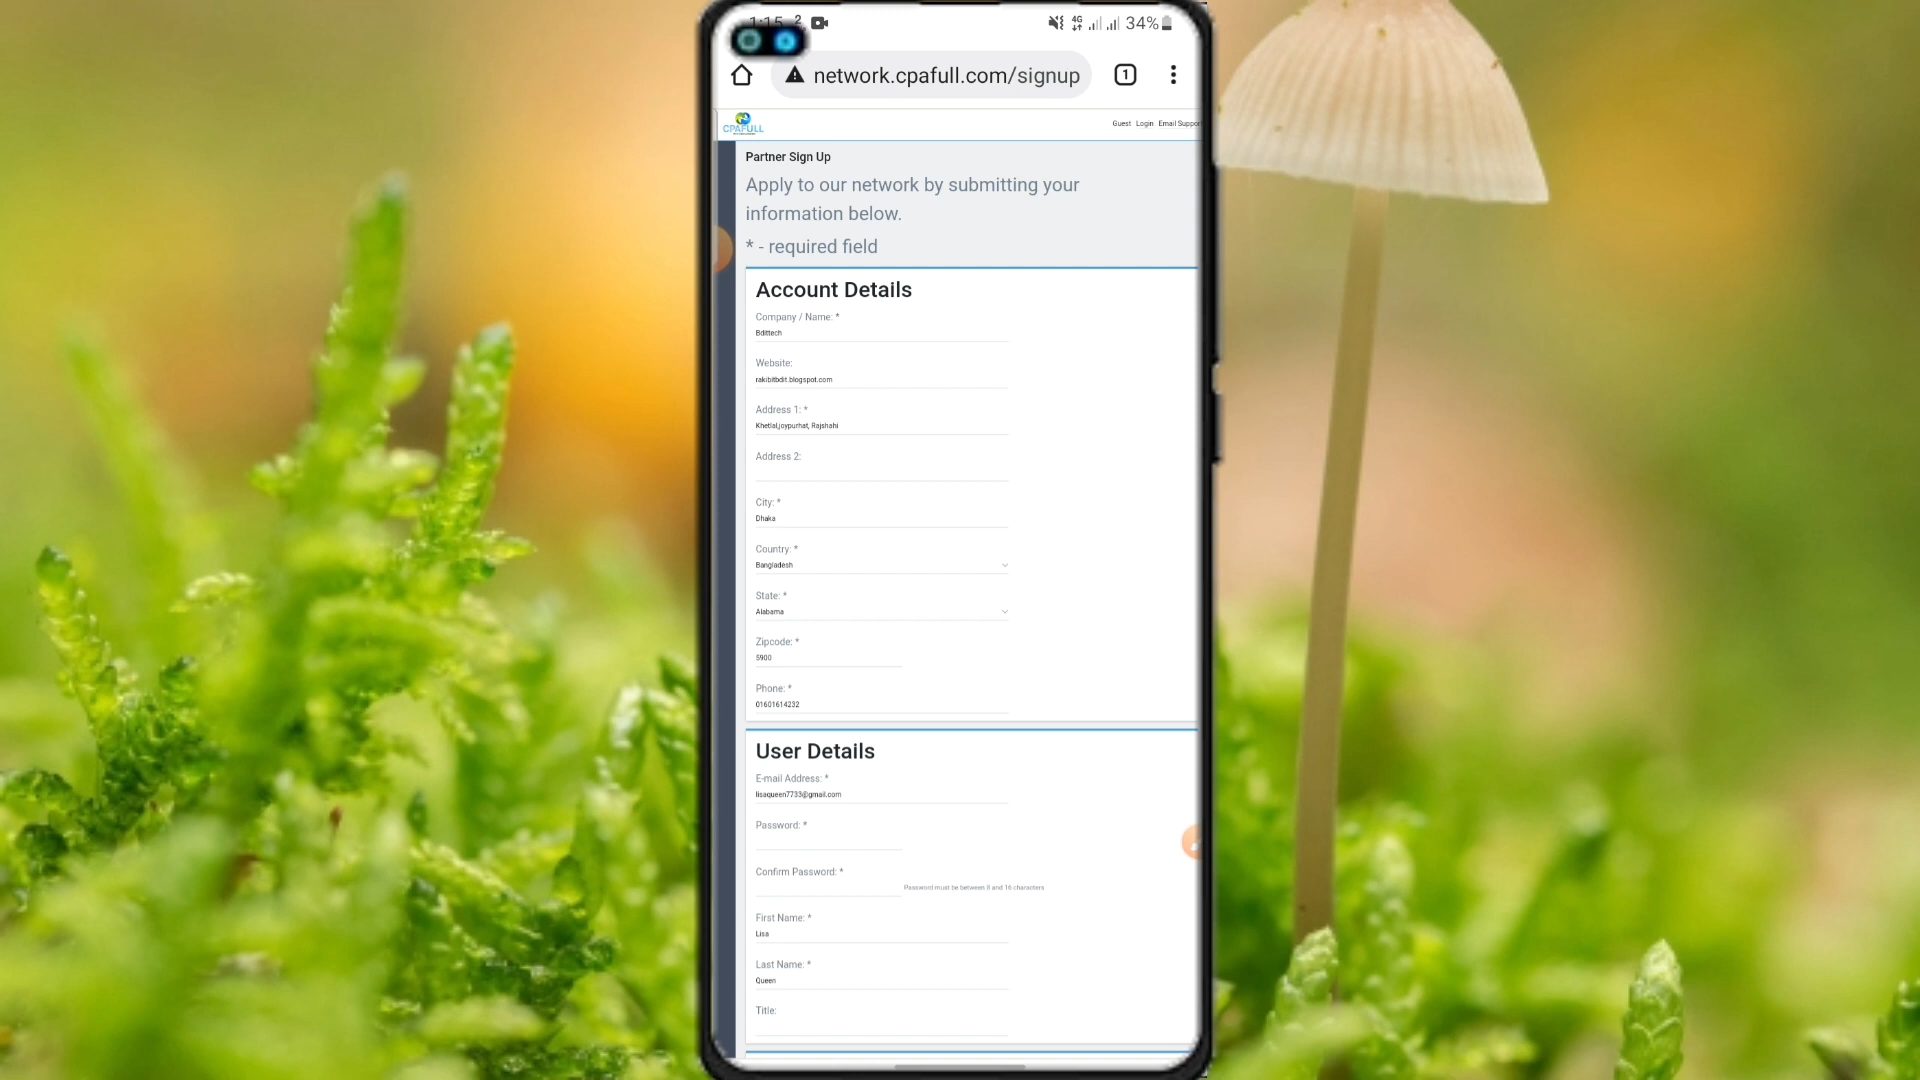 1:15 2 4G 34%
network.cpafull.com/signup 1
CPAFULL
Guest Login Email Support
Partner Sign Up
Apply to our network by submitting your
information below.
* - required field
Account Details
Company / Name: *
Bdittech
Website:
rakibitbdit.blogspot.com
Address 1: *
Khetlal,joypurhat, Rajshahi
Address 2:
City: *
Dhaka
Country: *
Bangladesh
State: *
Alabama
Zipcode: *
5900
Phone: *
01601614232
User Details
E-mail Address: *
lisaqueen7733@gmail.com
Password: *
Confirm Password: *
Password must be between 8 and 16 characters
First Name: *
Lisa
Last Name: *
Queen
Title: